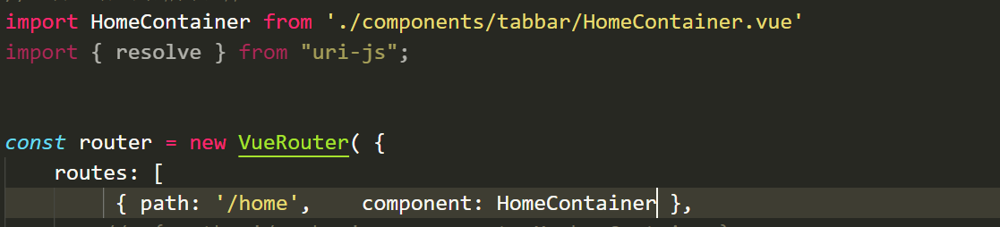 import HomeContainer from './components/tabbar/HomeContainer.vue'
import { resolve } from "uri-js";
const router = new VueRouter( {
routes: [
{ path: '/home', component: HomeContainer },